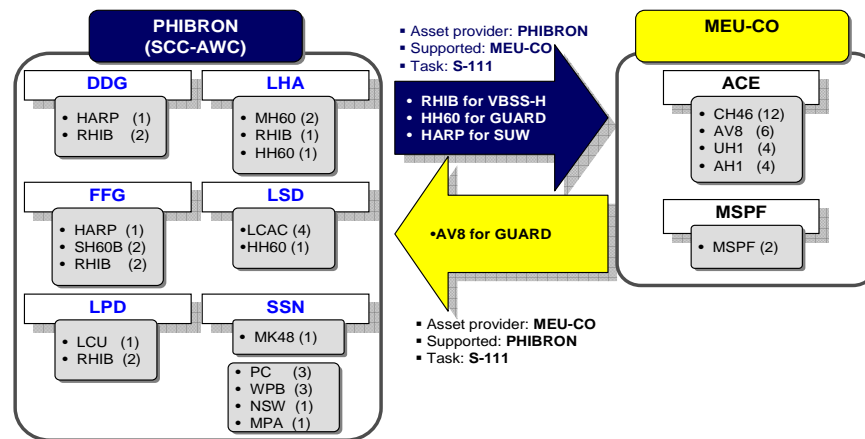 PHIBRON
(SCC-AWC)
DDG
• HARP (1)
• RHIB (2)
LHA
• MH60 (2)
• RHIB (1)
• HH60 (1)
FFG
• HARP (1)
• SH60B (2)
• RHIB (2)
LSD
•LCAC (4)
•HH60 (1)
LPD
• LCU (1)
• RHIB (2)
SSN
• MK48 (1)
• PC (3)
• WPB (3)
• NSW (1)
• MPA (1)
▪ Asset provider: PHIBRON
▪ Supported: MEU-CO
▪ Task: S-111
• RHIB for VBSS-H
• HH60 for GUARD
• HARP for SUW
•AV8 for GUARD
▪ Asset provider: MEU-CO
▪ Supported: PHIBRON
▪ Task: S-111
MEU-CO
ACE
• CH46 (12)
• AV8 (6)
• UH1 (4)
• AH1 (4)
MSPF
• MSPF (2)